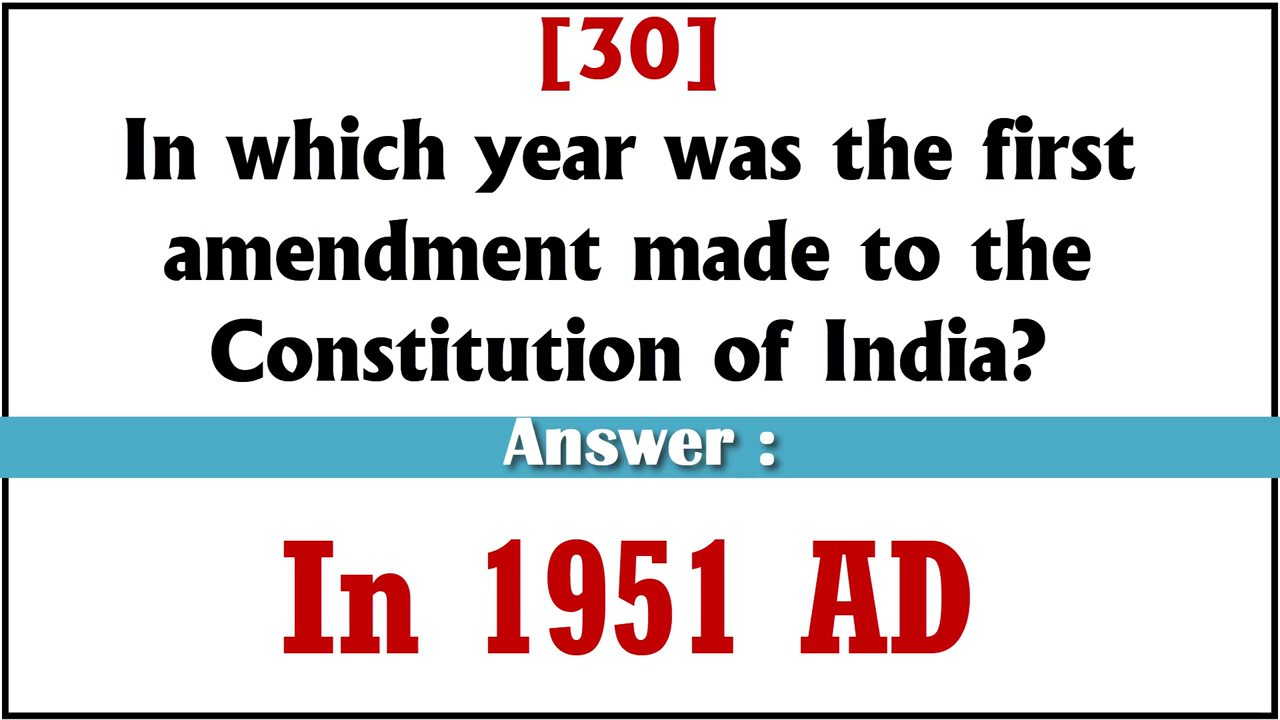 [30]
In which year was the first
amendment made to the
Constitution of India?
Answer :
In 1951 AD